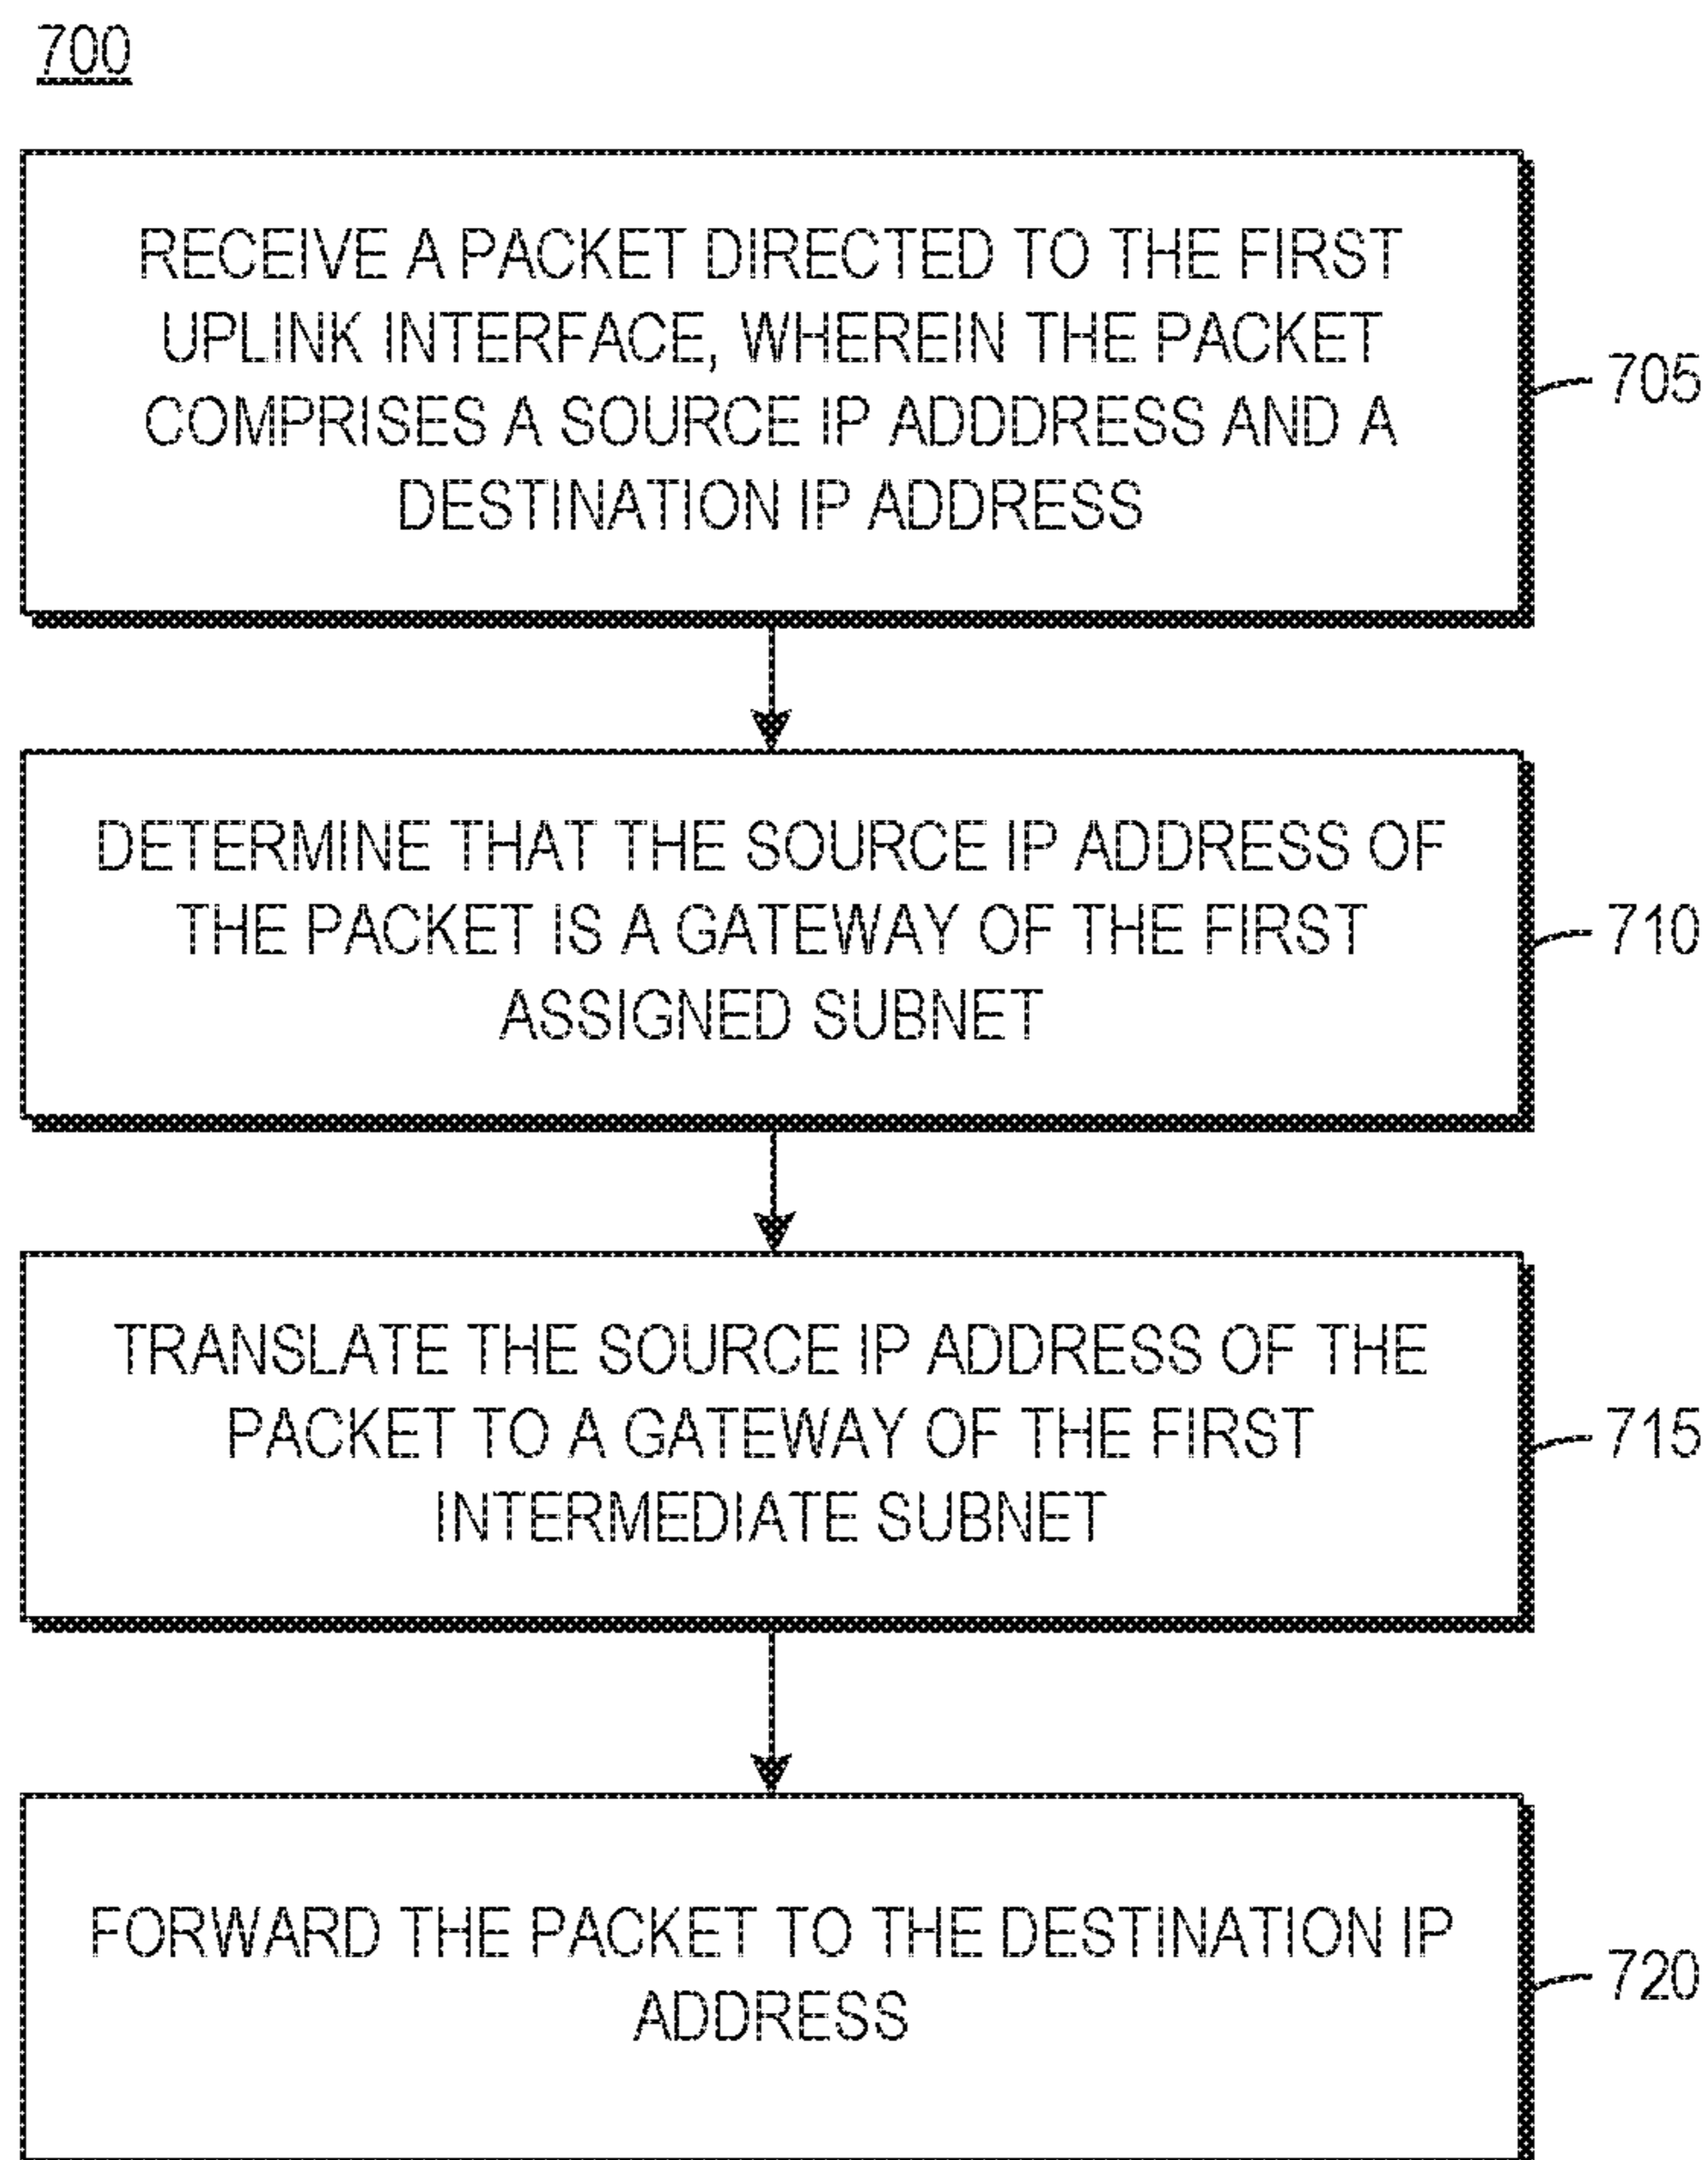 700
RECEIVE A PACKET DIRECTED TO THE FIRST
UPLINK INTERFACE, WHEREIN THE PACKET
COMPRISES A SOURCE IP ADDDRESS AND A
DESTINATION IP ADDRESS
705
DETERMINE THAT THE SOURCE IP ADDRESS OF
THE PACKET IS A GATEWAY OF THE FIRST
ASSIGNED SUBNET
710
TRANSLATE THE SOURCE IP ADDRESS OF THE
PACKET TO A GATEWAY OF THE FIRST
INTERMEDIATE SUBNET
715
FORWARD THE PACKET TO THE DESTINATION IP
ADDRESS
720